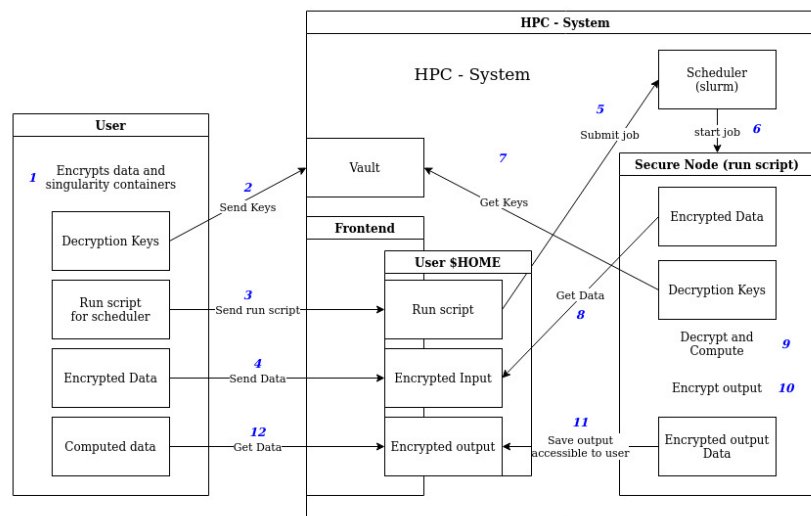 HPC - System
HPC - System
Scheduler
(slurm)
5
Submit job
start job
6
User
1
Encrypts data and
singularity containers
2
Send Keys
Vault
7
Get Keys
Secure Node (run script)
Decryption Keys
Frontend
User $HOME
Encrypted Data
Run script
for scheduler
3
Send run script
Run script
Get Data
8
Decryption Keys
Decrypt and
Compute
9
Encrypted Data
4
Send Data
Encrypted Input
Encrypt output
10
Computed data
12
Get Data
Encrypted output
11
Save output
accessible to user
Encrypted output
Data